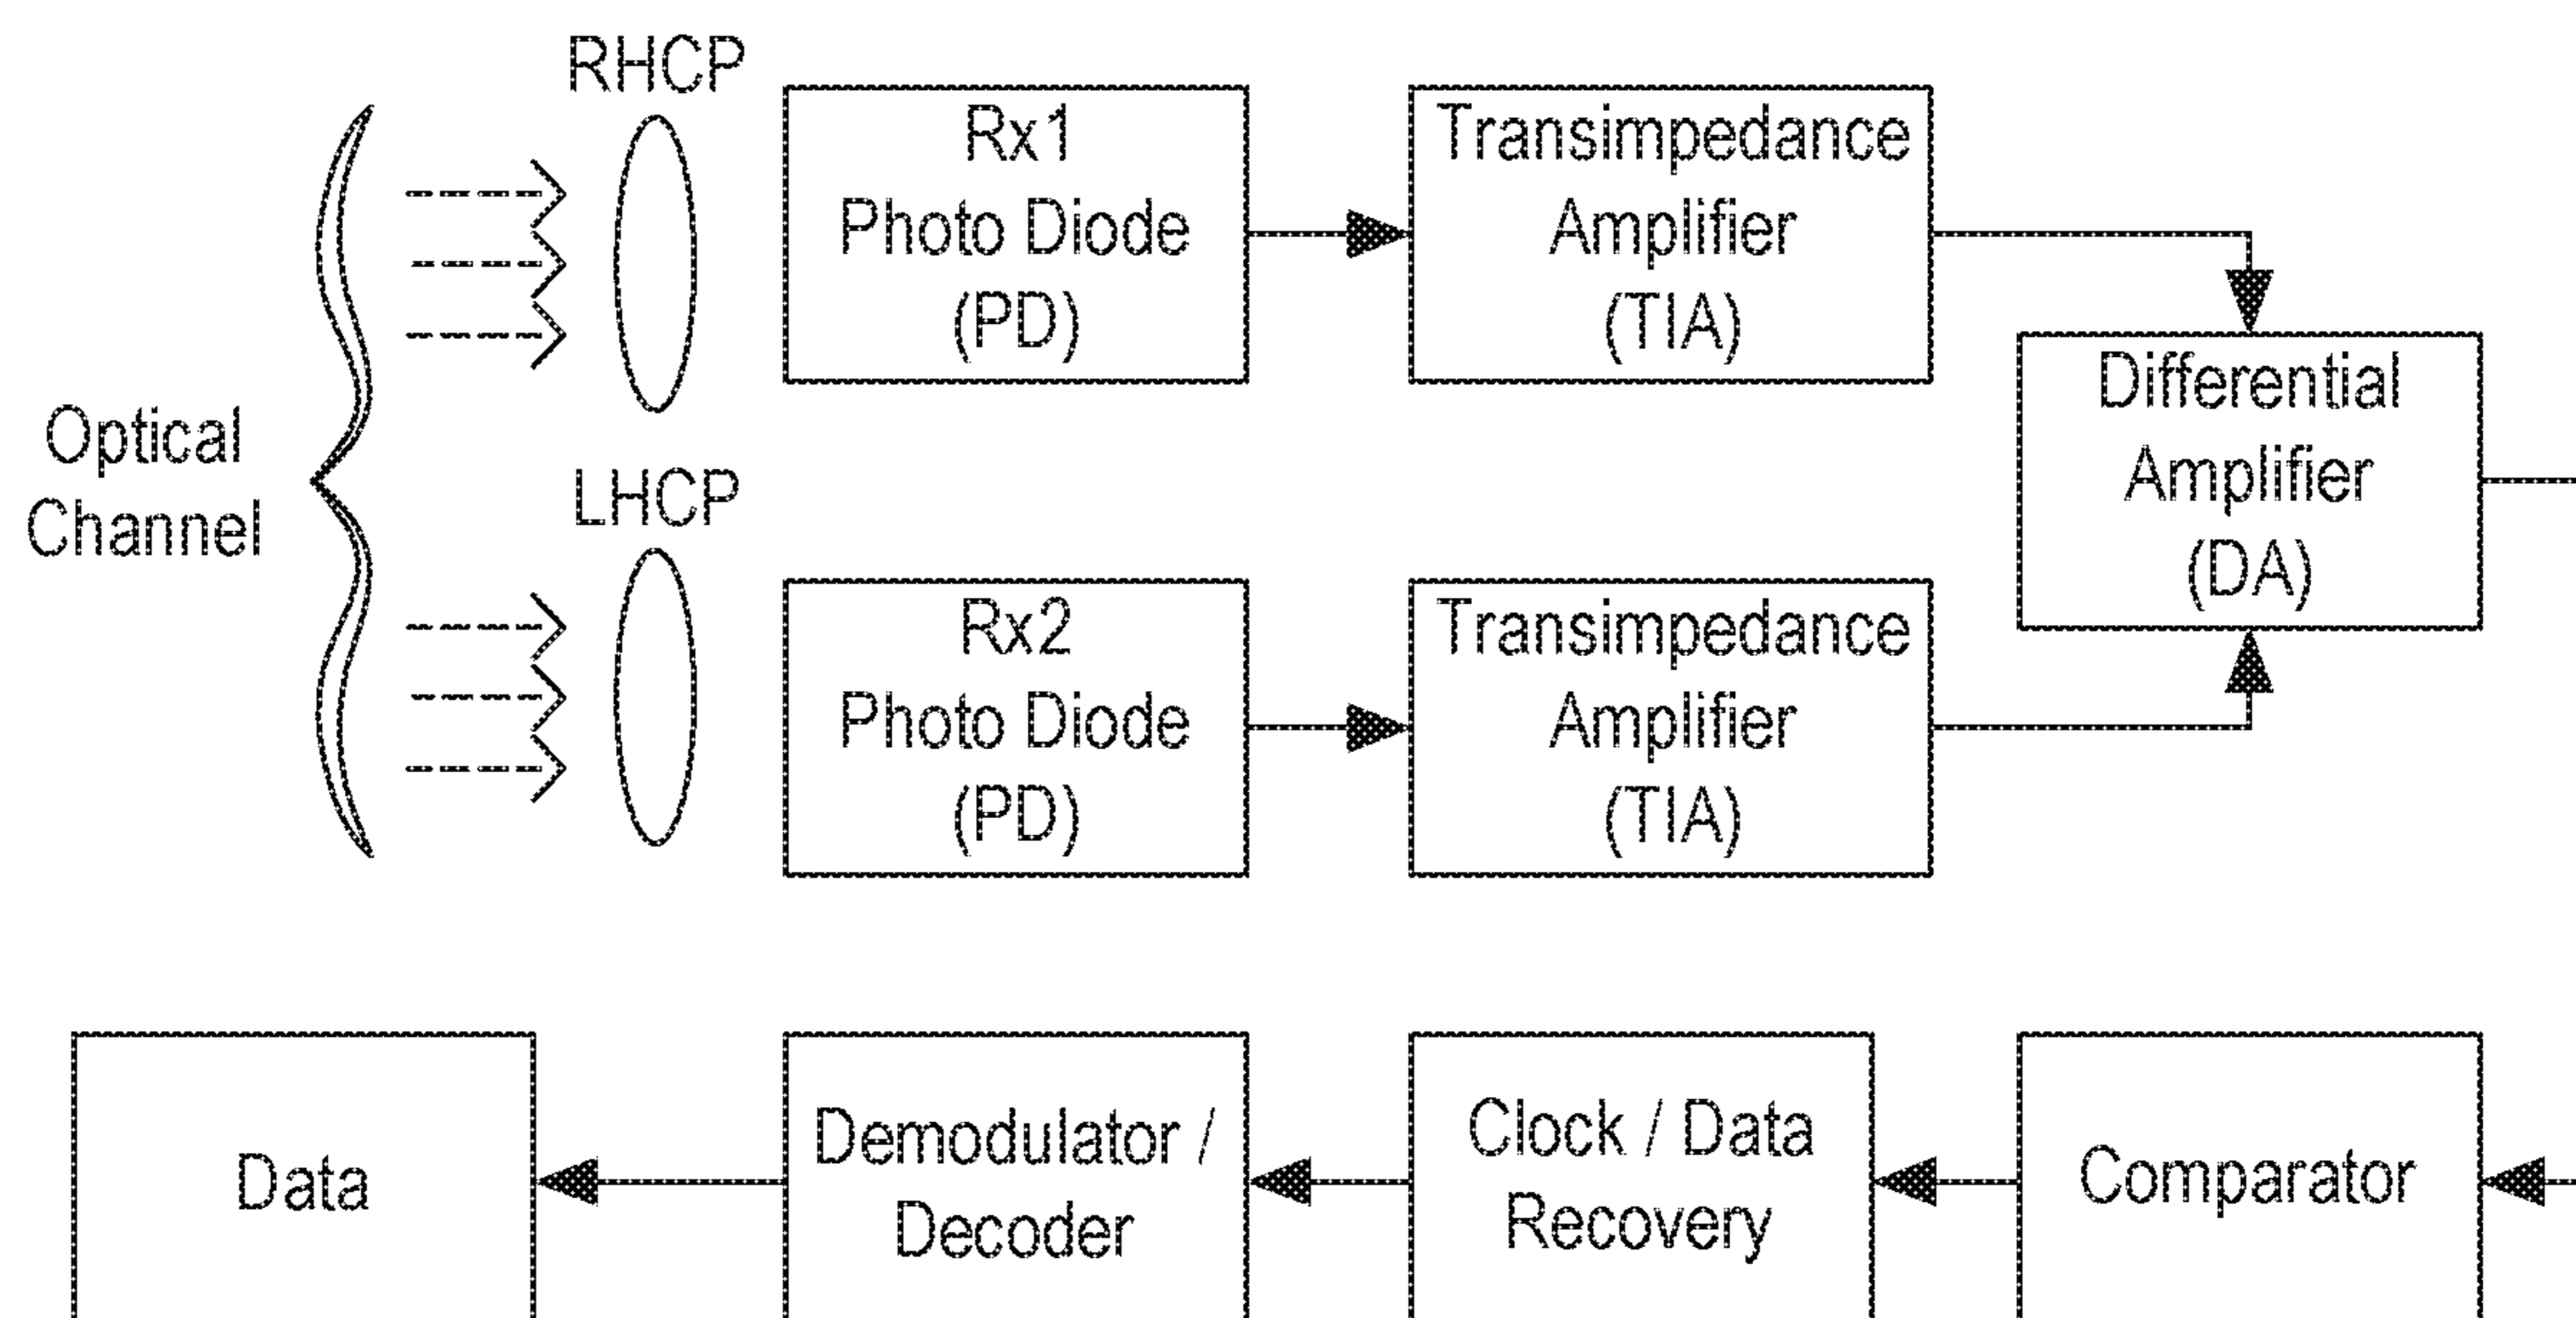 RHCP
Rx1
Photo Diode
(PD)
Transimpedance
Amplifier
(TIA)
Optical
Channel
LHCP
Differential
Amplifier
(DA)
Rx2
Photo Diode
(PD)
Transimpedance
Amplifier
(TIA)
Data
Demodulator /
Decoder
Clock / Data
Recovery
Comparator